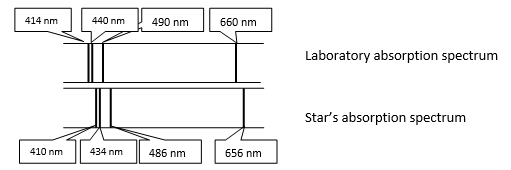 414 nm 440 nm 490 nm 660 nm
Laboratory absorption spectrum
Star's absorption spectrum
410 nm 434 nm 486 nm 656 nm